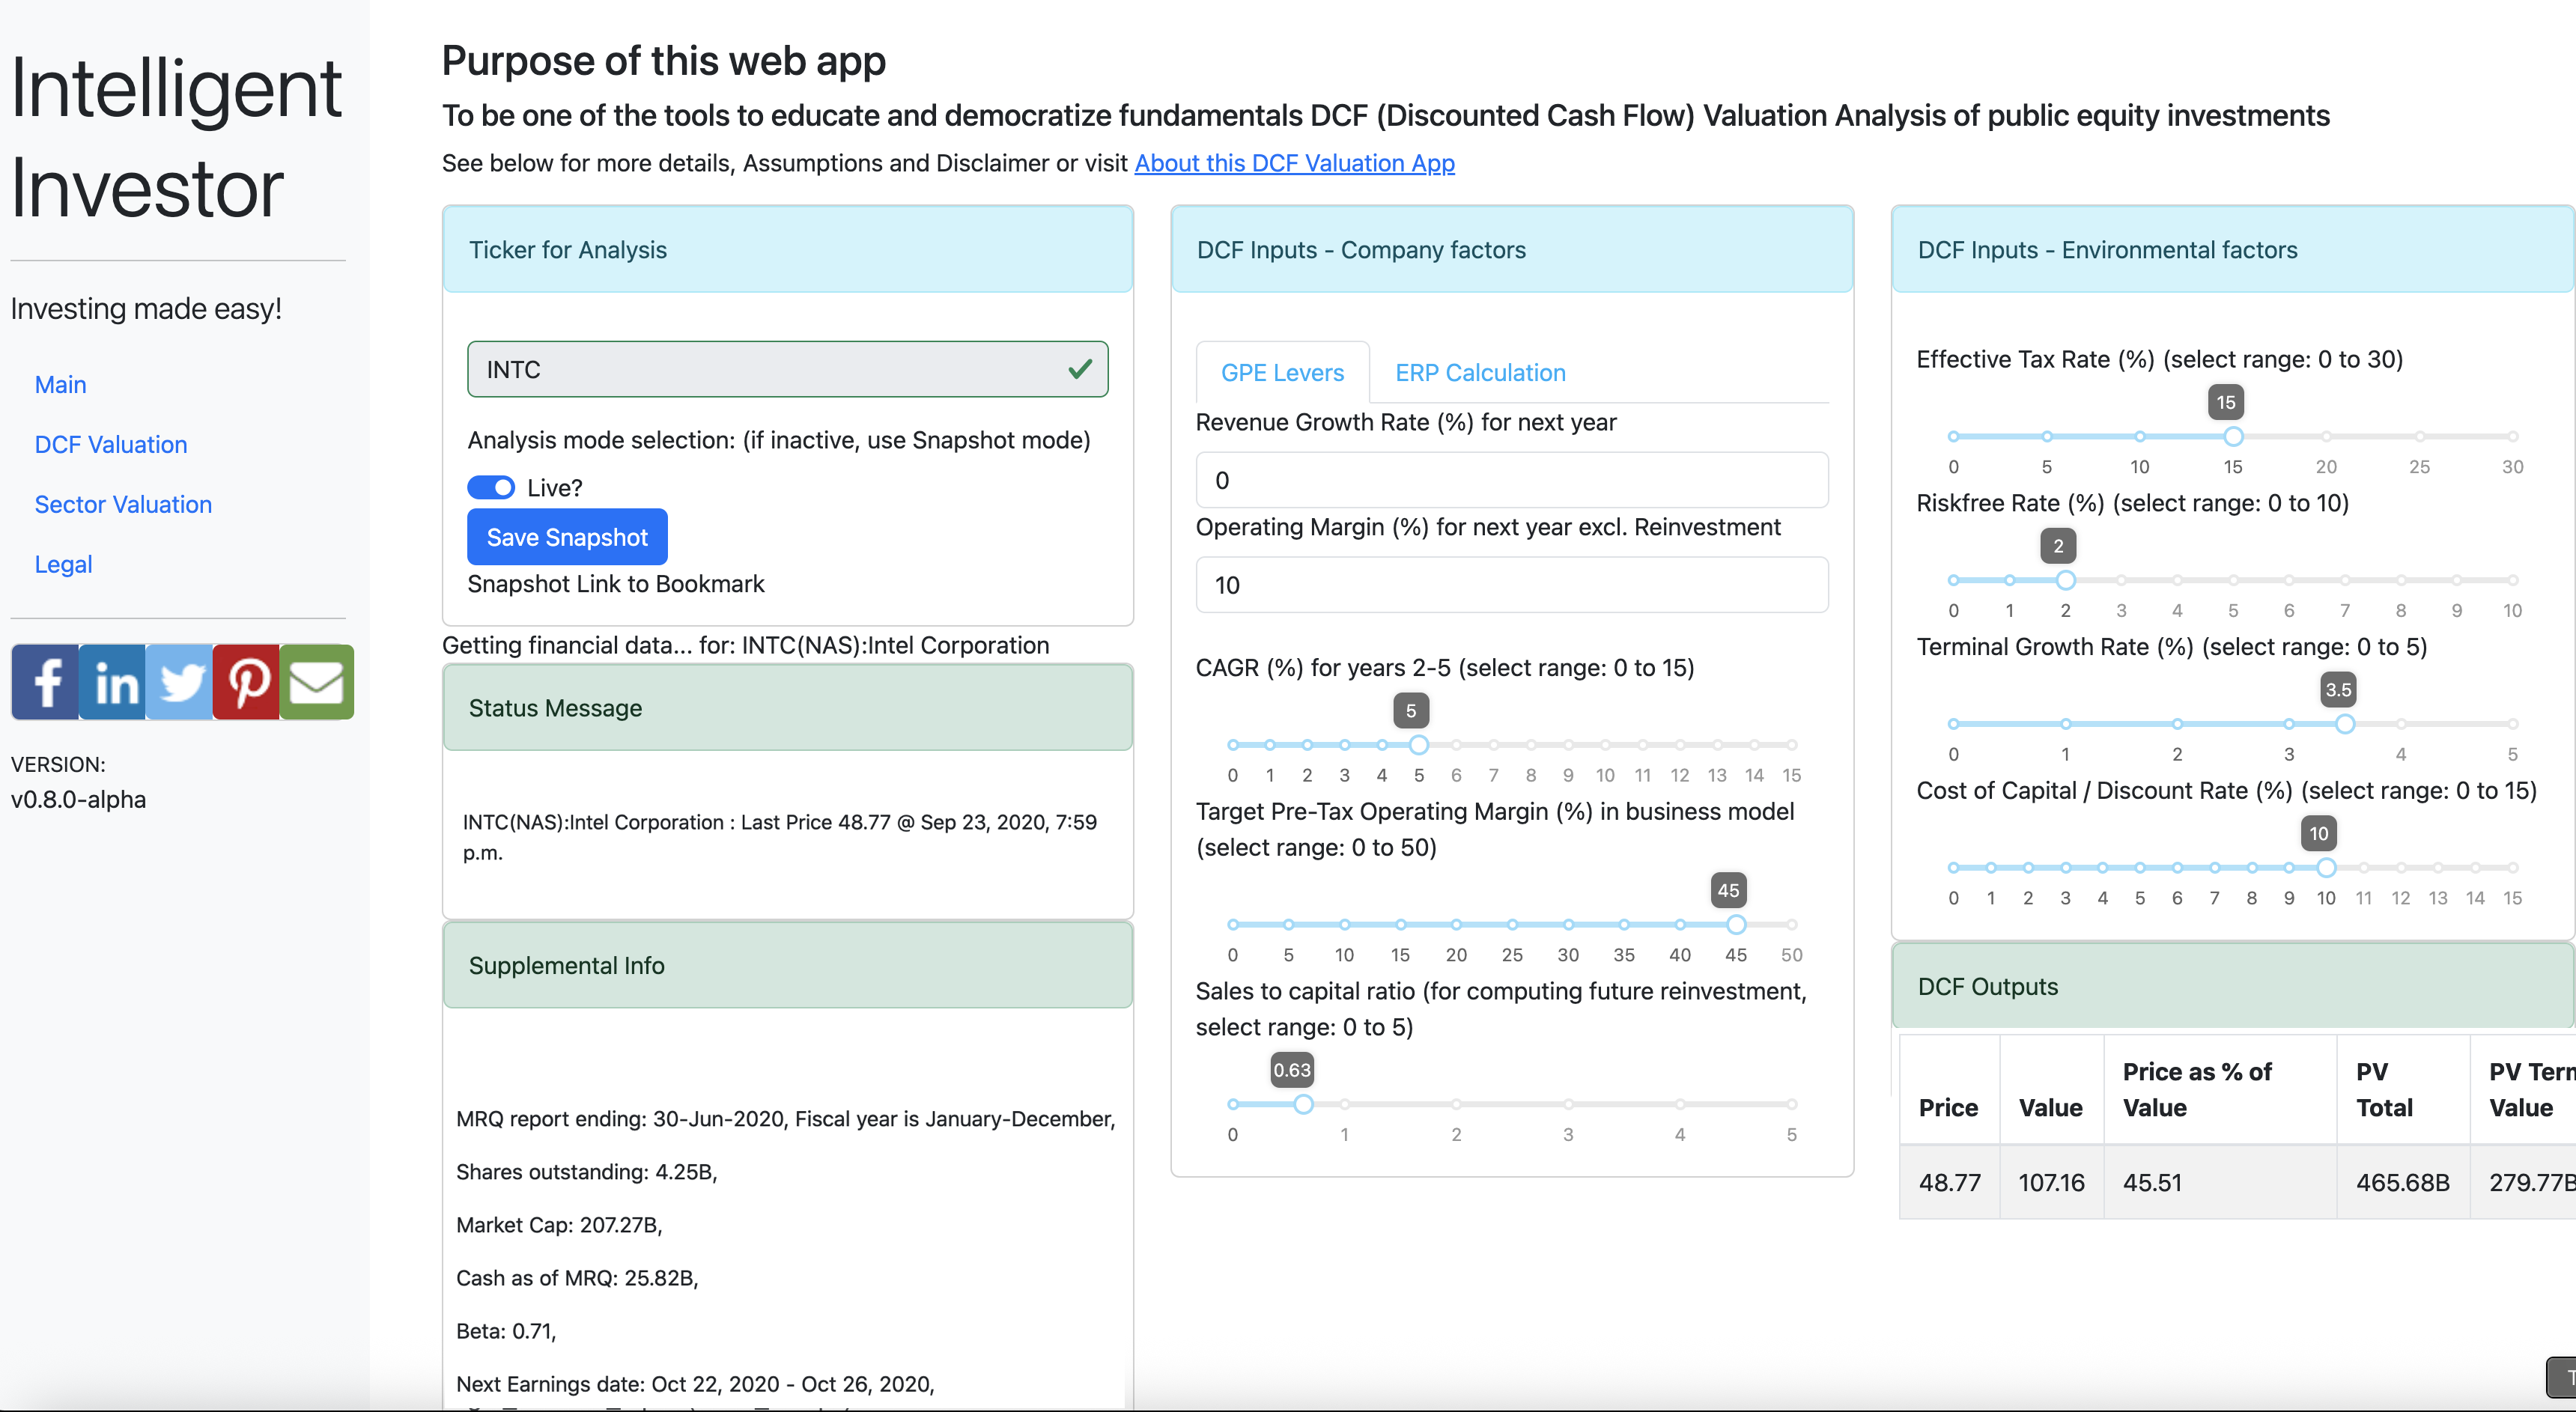 Intelligent
Investor
Investing made easy!
Main
DCF Valuation
Sector Valuation
Legal
VERSION:
v0.8.0-alpha
Purpose of this web app
To be one of the tools to educate and democratize fundamentals DCF (Discounted Cash Flow) Valuation Analysis of public equity investments
See below for more details, Assumptions and Disclaimer or visit About this DCF Valuation App
Ticker for Analysis
INTC
Analysis mode selection: (if inactive, use Snapshot mode)
Live?
Save Snapshot
Snapshot Link to Bookmark
Getting financial data... for: INTC(NAS):Intel Corporation
Status Message
INTC(NAS):Intel Corporation : Last Price 48.77 @ Sep 23, 2020, 7:59
p.m.
Supplemental Info
MRQ report ending: 30-Jun-2020, Fiscal year is January-December,
Shares outstanding: 4.25B,
Market Cap: 207.27B,
Cash as of MRQ: 25.82B,
Beta: 0.71,
Next Earnings date: Oct 22, 2020 - Oct 26, 2020,
DCF Inputs - Company factors
GPE Levers ERP Calculation
Revenue Growth Rate (%) for next year
0
Operating Margin (%) for next year excl. Reinvestment
10
CAGR (%) for years 2-5 (select range: 0 to 15)
5
0 1 2 3 4 5 6 7 8 9 10 11 12 13 14 15
Target Pre-Tax Operating Margin (%) in business model
(select range: 0 to 50)
45
0 5 10 15 20 25 30 35 40 45 50
Sales to capital ratio (for computing future reinvestment,
select range: 0 to 5)
0.63
0 1 2 3 4 5
DCF Inputs - Environmental factors
Effective Tax Rate (%) (select range: 0 to 30)
15
0 5 10 15 20 25 30
Riskfree Rate (%) (select range: 0 to 10)
2
0 1 2 3 4 5 6 7 8 9 10
Terminal Growth Rate (%) (select range: 0 to 5)
3.5
0 1 2 3 4 5
Cost of Capital / Discount Rate (%) (select range: 0 to 15)
10
0 1 2 3 4 5 6 7 8 9 10 11 12 13 14 15
DCF Outputs
Price Value Price as % of Value PV Total PV Tern Value
48.77 107.16 45.51 465.68B 279.77B